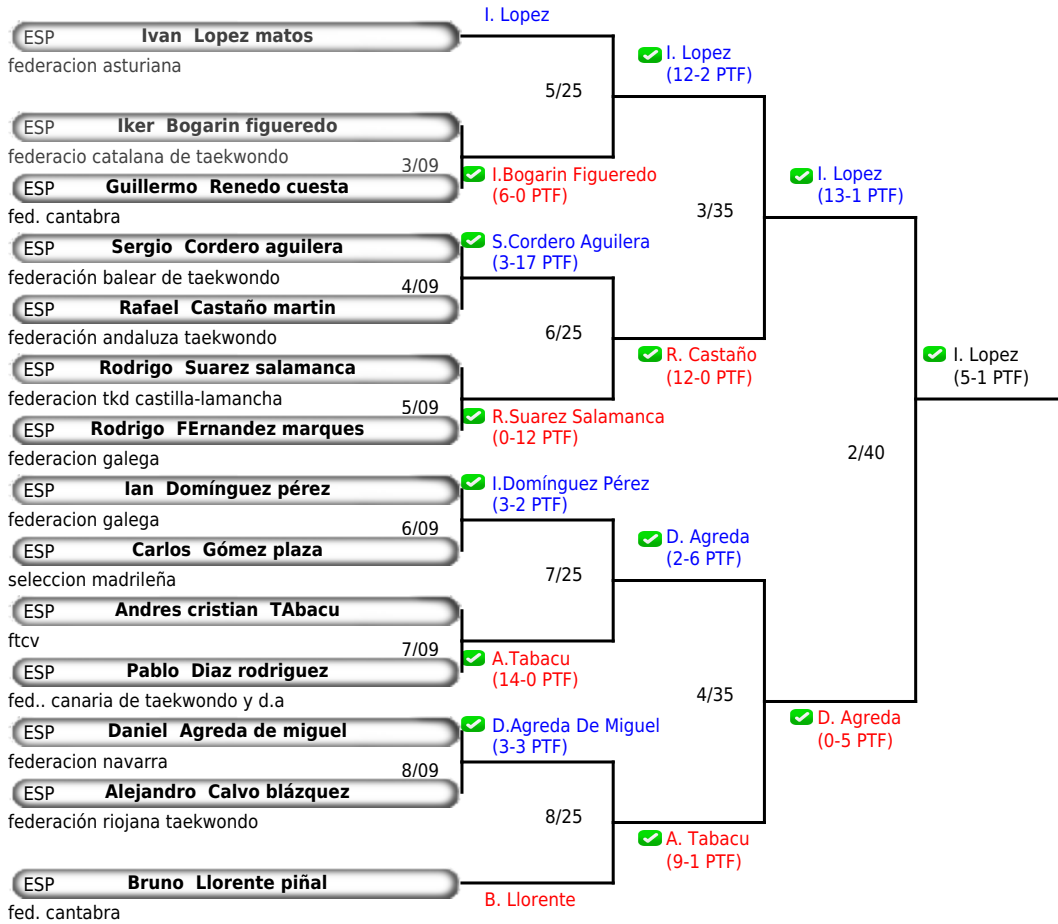 I. Lopez
ESP Ivan Lopez matos
federacion asturiana
I. Lopez
(12-2 PTF)
5/25
ESP Iker Bogarin figueredo
federacio catalana de taekwondo
3/09
I.Bogarin Figueredo
(6-0 PTF)
ESP Guillermo Renedo cuesta
fed. cantabra
I. Lopez
(13-1 PTF)
3/35
ESP Sergio Cordero aguilera
federación balear de taekwondo
4/09
S.Cordero Aguilera
(3-17 PTF)
ESP Rafael Castaño martin
federación andaluza taekwondo
6/25
R. Castaño
(12-0 PTF)
ESP Rodrigo Suarez salamanca
federacion tkd castilla-lamancha
5/09
R.Suarez Salamanca
(0-12 PTF)
ESP Rodrigo FErnandez marques
federacion galega
I. Lopez
(5-1 PTF)
2/40
ESP Ian Domínguez pérez
federacion galega
6/09
I.Domínguez Pérez
(3-2 PTF)
ESP Carlos Gómez plaza
seleccion madrileña
7/25
D. Agreda
(2-6 PTF)
ESP Andres cristian TAbacu
ftcv
7/09
A.Tabacu
(14-0 PTF)
ESP Pablo Diaz rodriguez
fed.. canaria de taekwondo y d.a
4/35
D. Agreda
(0-5 PTF)
ESP Daniel Agreda de miguel
federacion navarra
8/09
D.Agreda De Miguel
(3-3 PTF)
ESP Alejandro Calvo blázquez
federación riojana taekwondo
8/25
A. Tabacu
(9-1 PTF)
ESP Bruno Llorente piñal
fed. cantabra
B. Llorente